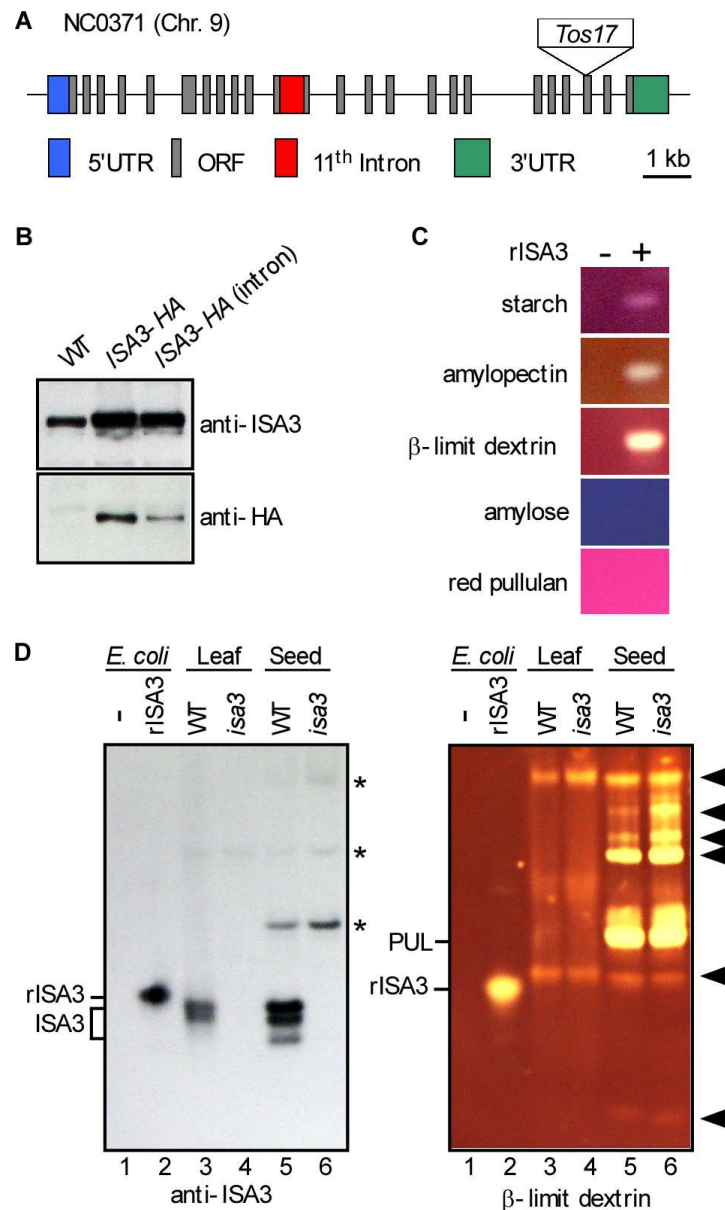 A NC0371 (Chr. 9)
Tos17
5'UTR ORF 11th Intron 3'UTR 1 kb
B
WT ISA3-HA ISA3-HA (intron)
anti-ISA3
anti-HA
C
rISA3 - +
starch
amylopectin
β-limit dextrin
amylose
red pullulan
D
E. coli Leaf Seed
- rISA3 WT isa3 WT isa3
*
*
*
rISA3
ISA3
1 2 3 4 5 6
anti-ISA3
E. coli Leaf Seed
- rISA3 WT isa3 WT isa3
PUL
rISA3
1 2 3 4 5 6
β-limit dextrin